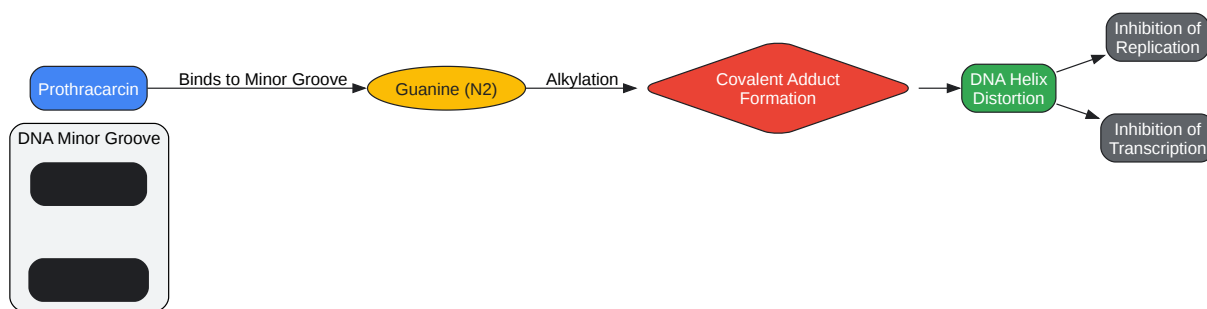 Prothracarcin
Binds to Minor Groove
Guanine (N2)
Alkylation
Covalent Adduct
Formation
DNA Helix
Distortion
Inhibition of
Replication
Inhibition of
Transcription
DNA Minor Groove